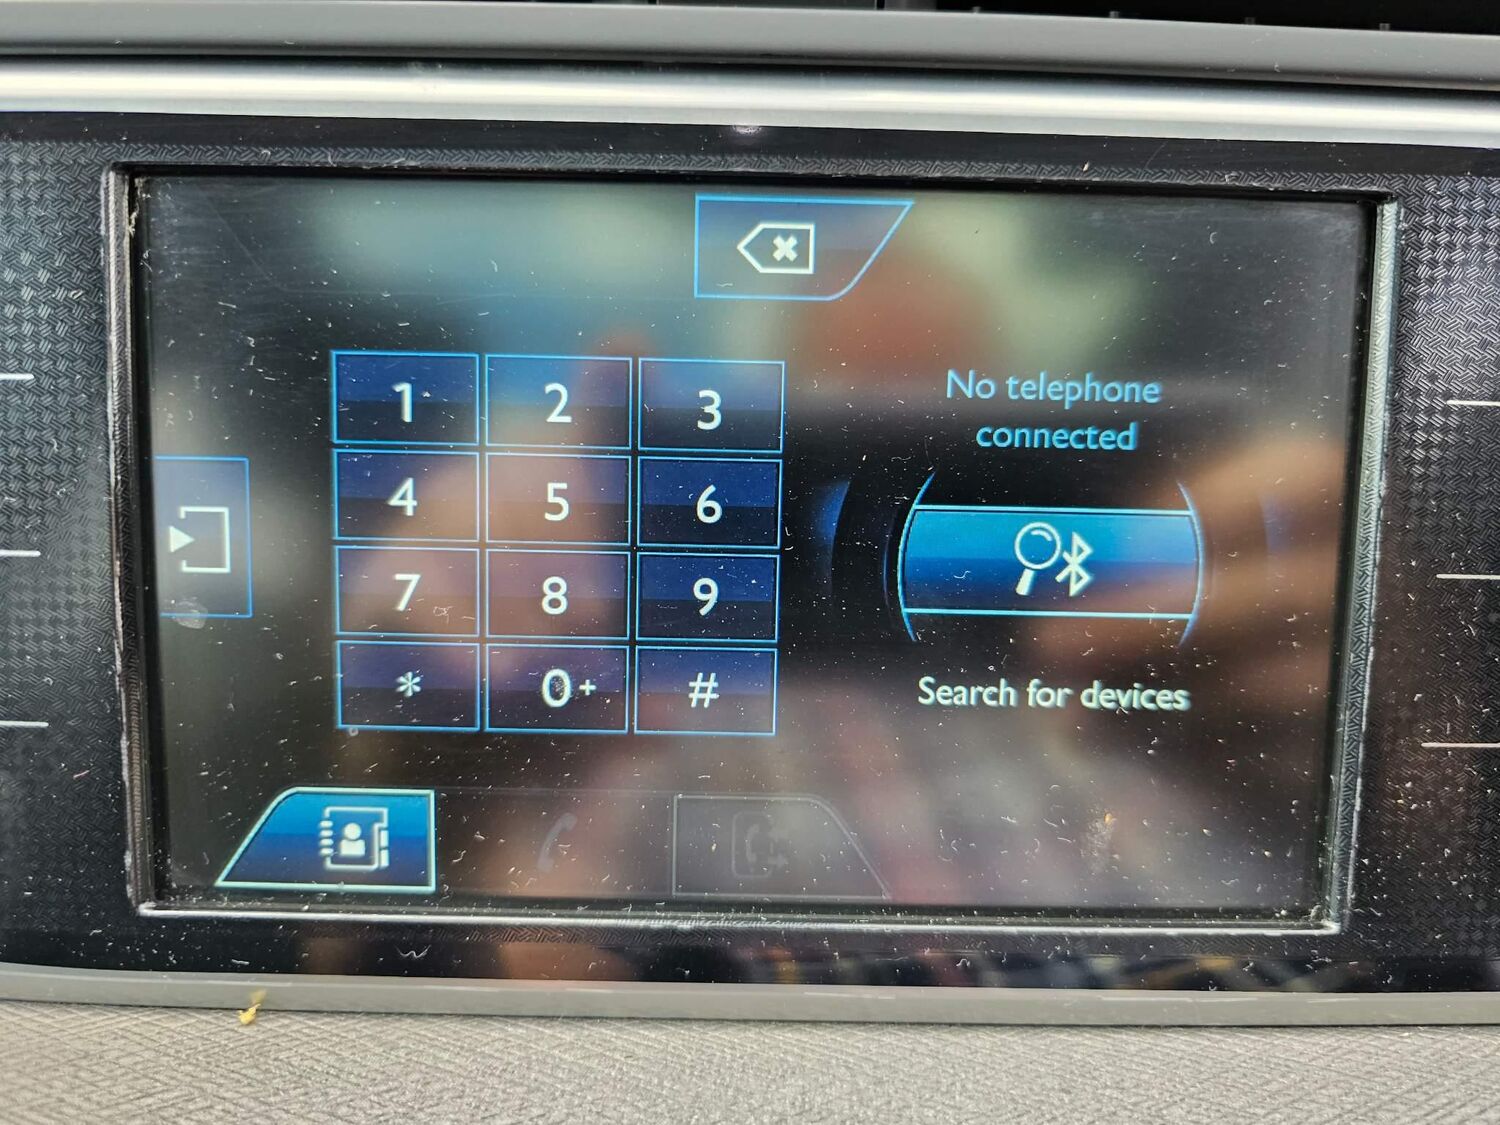 1 2 3
4 5 6
7 8 9
* 0+ #
No telephone
connected
Search for devices